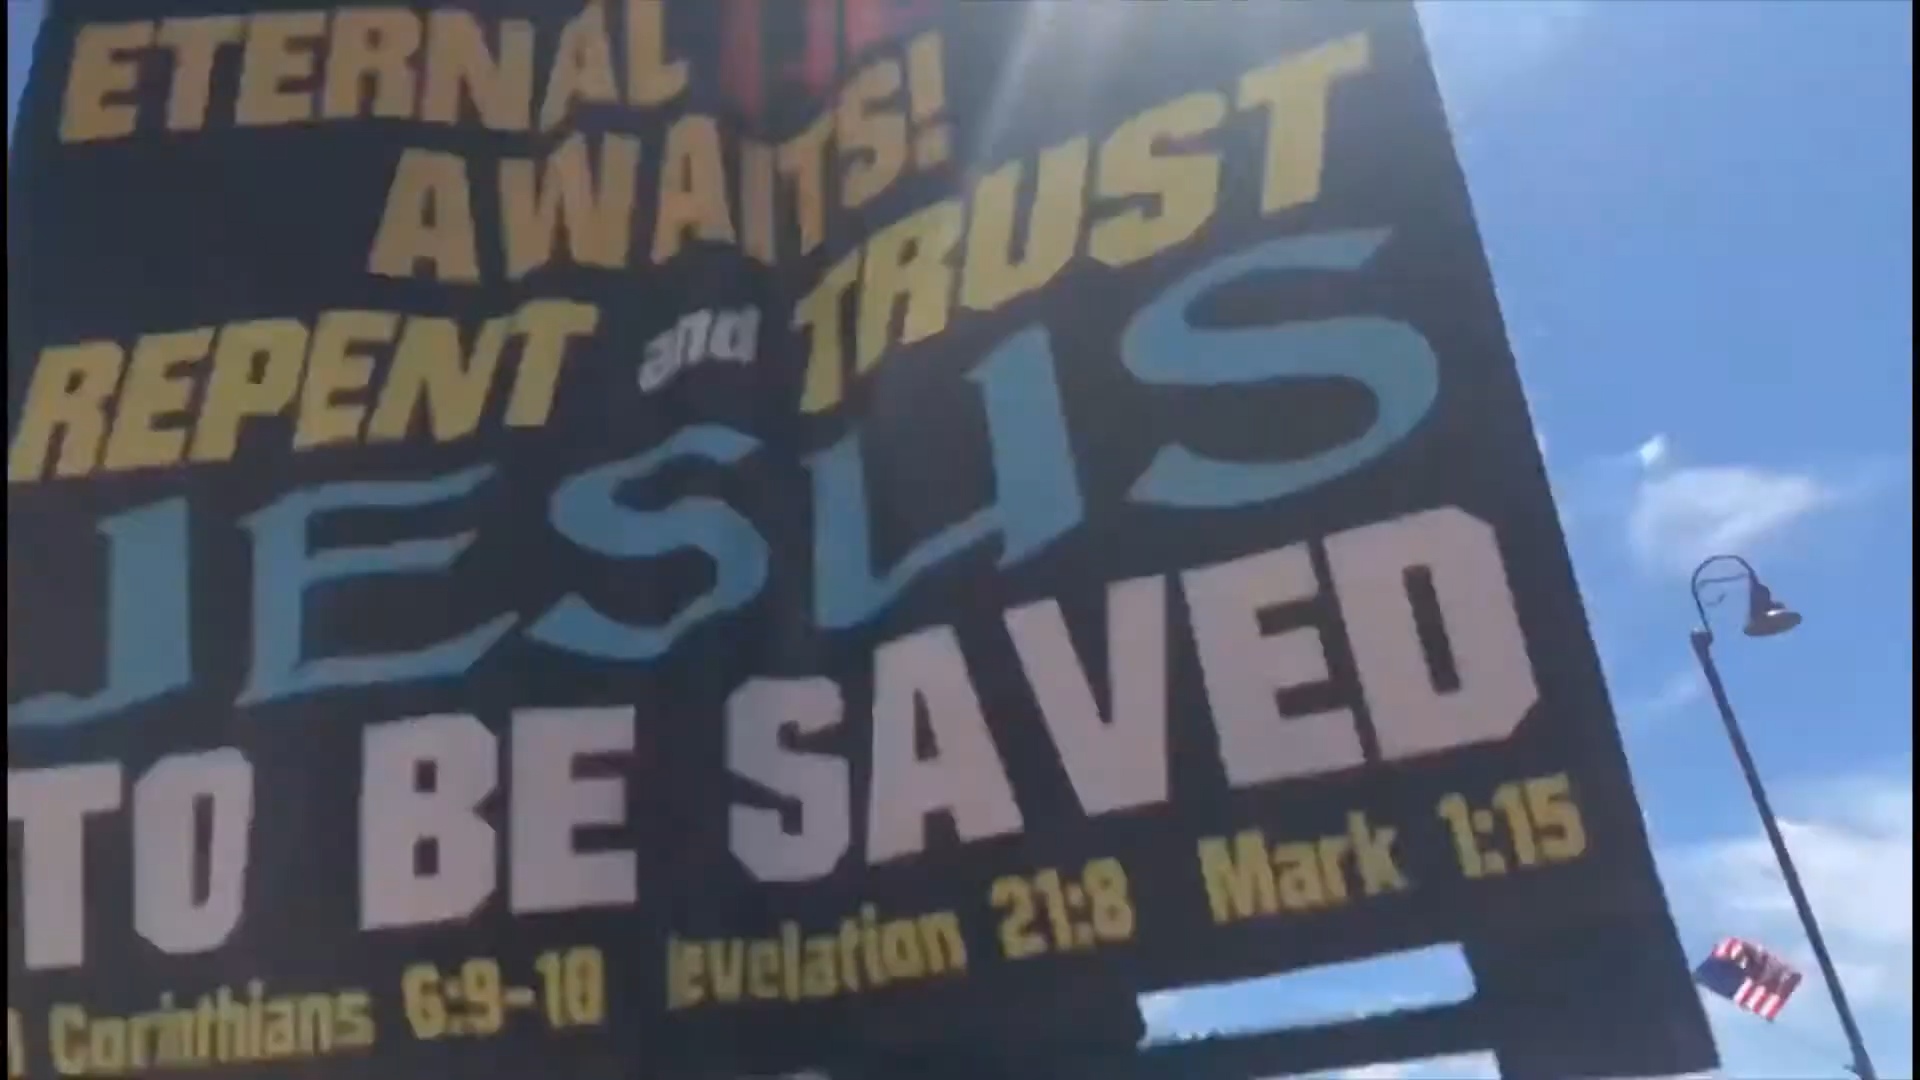 ETERNAL
AWAITS!
REPENT and TRUST
JESUS
TO BE SAVED
Corinthians 6:9-10 evelation 21:8 Mark 1:15